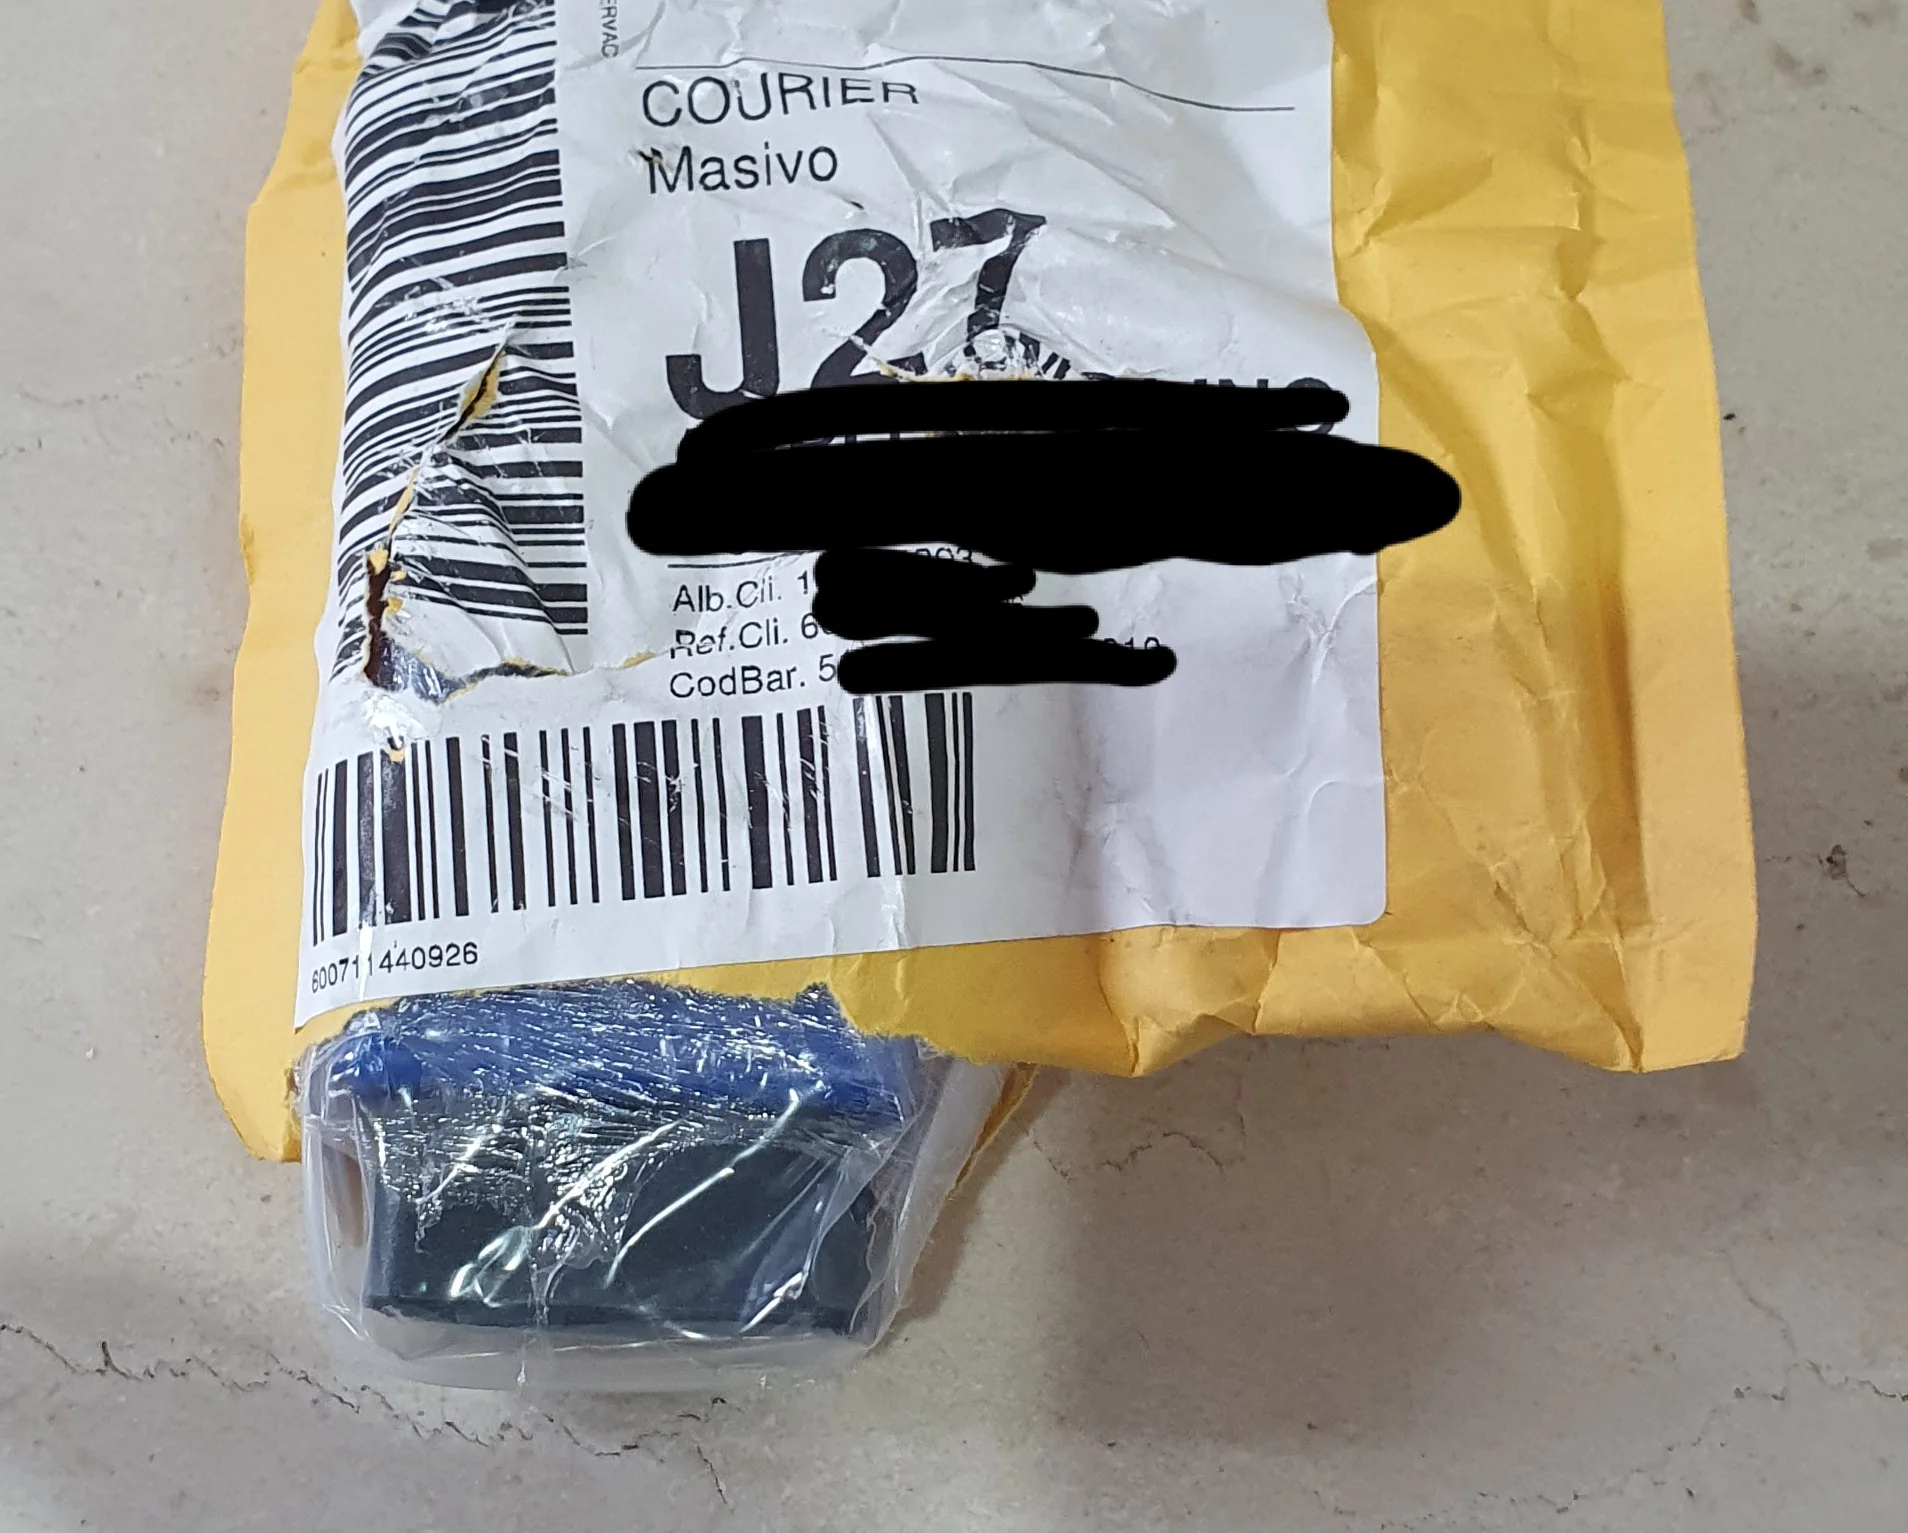 COURIER
Masivo
J27
Alb.Cli. 1
Ref.Cli. 6
CodBar. 5
600711440926